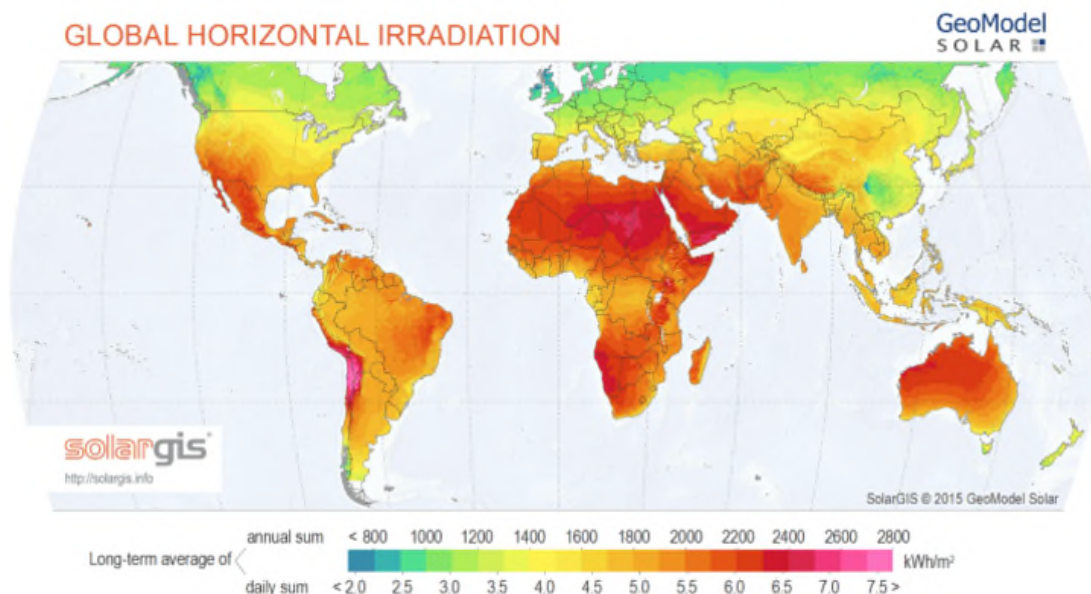 GLOBAL HORIZONTAL IRRADIATION
GeoModel
SOLAR
solargis
http://solargis.info
SolarGIS © 2015 GeoModel Solar
Long-term average of
annual sum < 800 1000 1200 1400 1600 1800 2000 2200 2400 2600 2800
kWh/m²
daily sum < 2.0 2.5 3.0 3.5 4.0 4.5 5.0 5.5 6.0 6.5 7.0 7.5 >